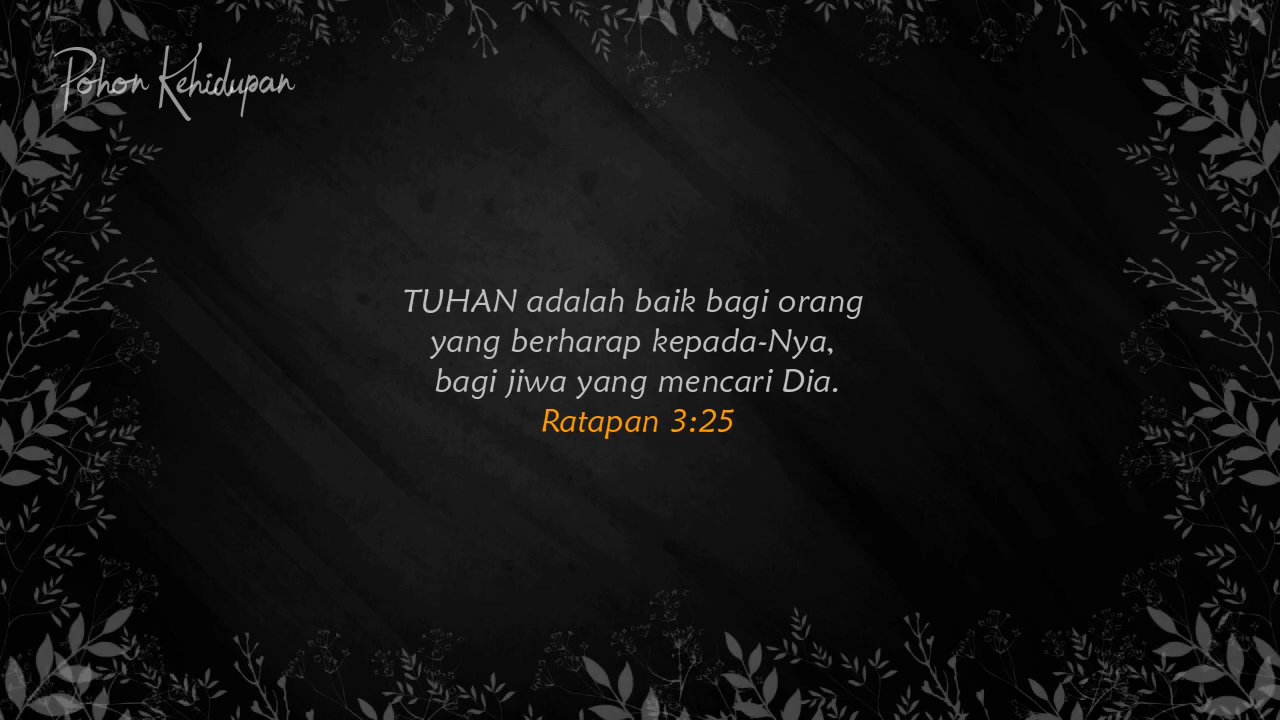 Pohon Kehidupan
TUHAN adalah baik bagi orang
yang berharap kepada-Nya,
bagi jiwa yang mencari Dia.
Ratapan 3:25